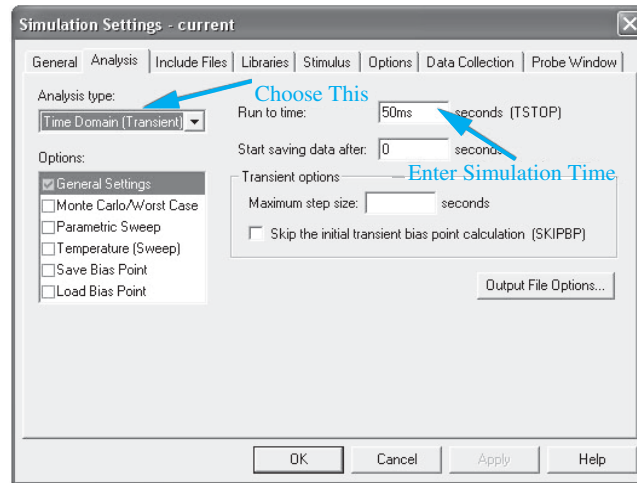 Simulation Settings - current
General Analysis Include Files Libraries Stimulus Options Data Collection Probe Window
Analysis type:
Time Domain (Transient)
Choose This
Run to time: 50ms seconds (TSTOP)
Start saving data after: 0 seconds
Enter Simulation Time
Options:
General Settings
Monte Carlo/Worst Case
Parametric Sweep
Temperature (Sweep)
Save Bias Point
Load Bias Point
Transient options
Maximum step size: seconds
Skip the initial transient bias point calculation (SKIPBP)
Output File Options...
OK Cancel Apply Help